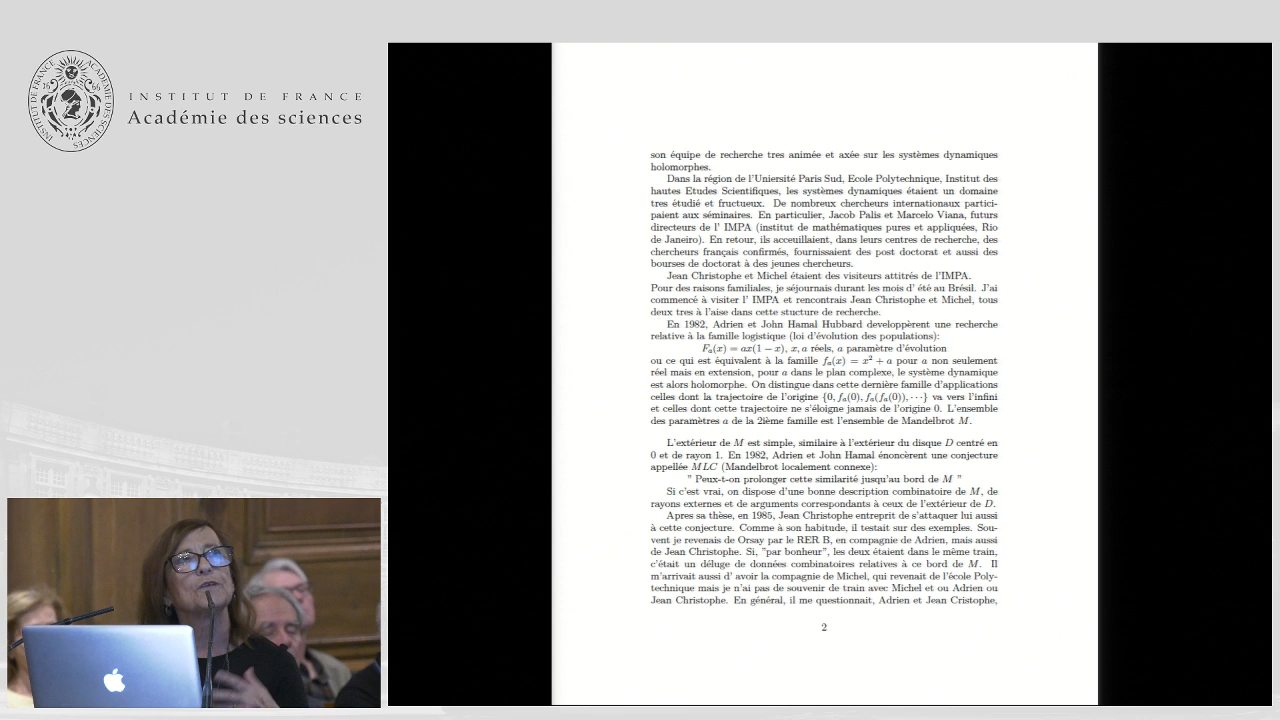 INSTITUT DE FRANCE
Académie des sciences
son équipe de recherche tres animée et axée sur les systèmes dynamiques
holomorphes.
Dans la région de l'Uniersité Paris Sud, Ecole Polytechnique, Institut des
hautes Etudes Scientifiques, les systèmes dynamiques étaient un domaine
tres étudié et fructueux. De nombreux chercheurs internationaux partici-
paient aux séminaires. En particulier, Jacob Palis et Marcelo Viana, futurs
directeurs de l' IMPA (institut de mathématiques pures et appliquées, Rio
de Janeiro). En retour, ils acceuillaient, dans leurs centres de recherche, des
chercheurs français confirmés, fournissaient des post doctorat et aussi des
bourses de doctorat à des jeunes chercheurs.
Jean Christophe et Michel étaient des visiteurs attitrés de l'IMPA.
Pour des raisons familiales, je séjournais durant les mois d' été au Brésil. J'ai
commencé à visiter l' IMPA et rencontrais Jean Christophe et Michel, tous
deux tres à l'aise dans cette stucture de recherche.
En 1982, Adrien et John Hamal Hubbard developpèrent une recherche
relative à la famille logistique (loi d'évolution des populations):
Fₐ(x) = ax(1 − x), x, a réels, a paramètre d'évolution
ou ce qui est équivalent à la famille fₐ(x) = x² + a pour a non seulement
réel mais en extension, pour a dans le plan complexe, le système dynamique
est alors holomorphe. On distingue dans cette dernière famille d'applications
celles dont la trajectoire de l'origine {0, fₐ(0), fₐ(fₐ(0)), ···} va vers l'infini
et celles dont cette trajectoire ne s'éloigne jamais de l'origine 0. L'ensemble
des paramètres a de la 2ième famille est l'ensemble de Mandelbrot M.
L'extérieur de M est simple, similaire à l'extérieur du disque D centré en
0 et de rayon 1. En 1982, Adrien et John Hamal énoncèrent une conjecture
appellée MLC (Mandelbrot localement connexe):
" Peux-t-on prolonger cette similarité jusqu'au bord de M "
Si c'est vrai, on dispose d'une bonne description combinatoire de M, de
rayons externes et de arguments correspondants à ceux de l'extérieur de D.
Apres sa thèse, en 1985, Jean Christophe entreprit de s'attaquer lui aussi
à cette conjecture. Comme à son habitude, il testait sur des exemples. Sou-
vent je revenais de Orsay par le RER B, en compagnie de Adrien, mais aussi
de Jean Christophe. Si, "par bonheur", les deux étaient dans le même train,
c'était un déluge de données combinatoires relatives à ce bord de M. Il
m'arrivait aussi d' avoir la compagnie de Michel, qui revenait de l'école Poly-
technique mais je n'ai pas de souvenir de train avec Michel et ou Adrien ou
Jean Christophe. En général, il me questionnait, Adrien et Jean Cristophe,
2